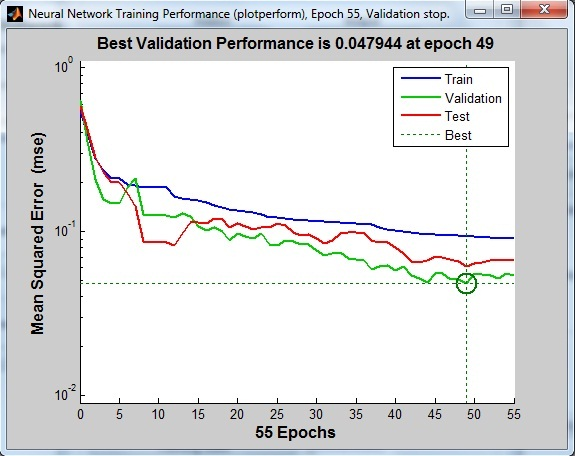 Neural Network Training Performance (plotperform), Epoch 55, Validation stop.
Best Validation Performance is 0.047944 at epoch 49
Mean Squared Error (mse)
10^0
10^-1
10^-2
Train
Validation
Test
Best
0 5 10 15 20 25 30 35 40 45 50 55
55 Epochs